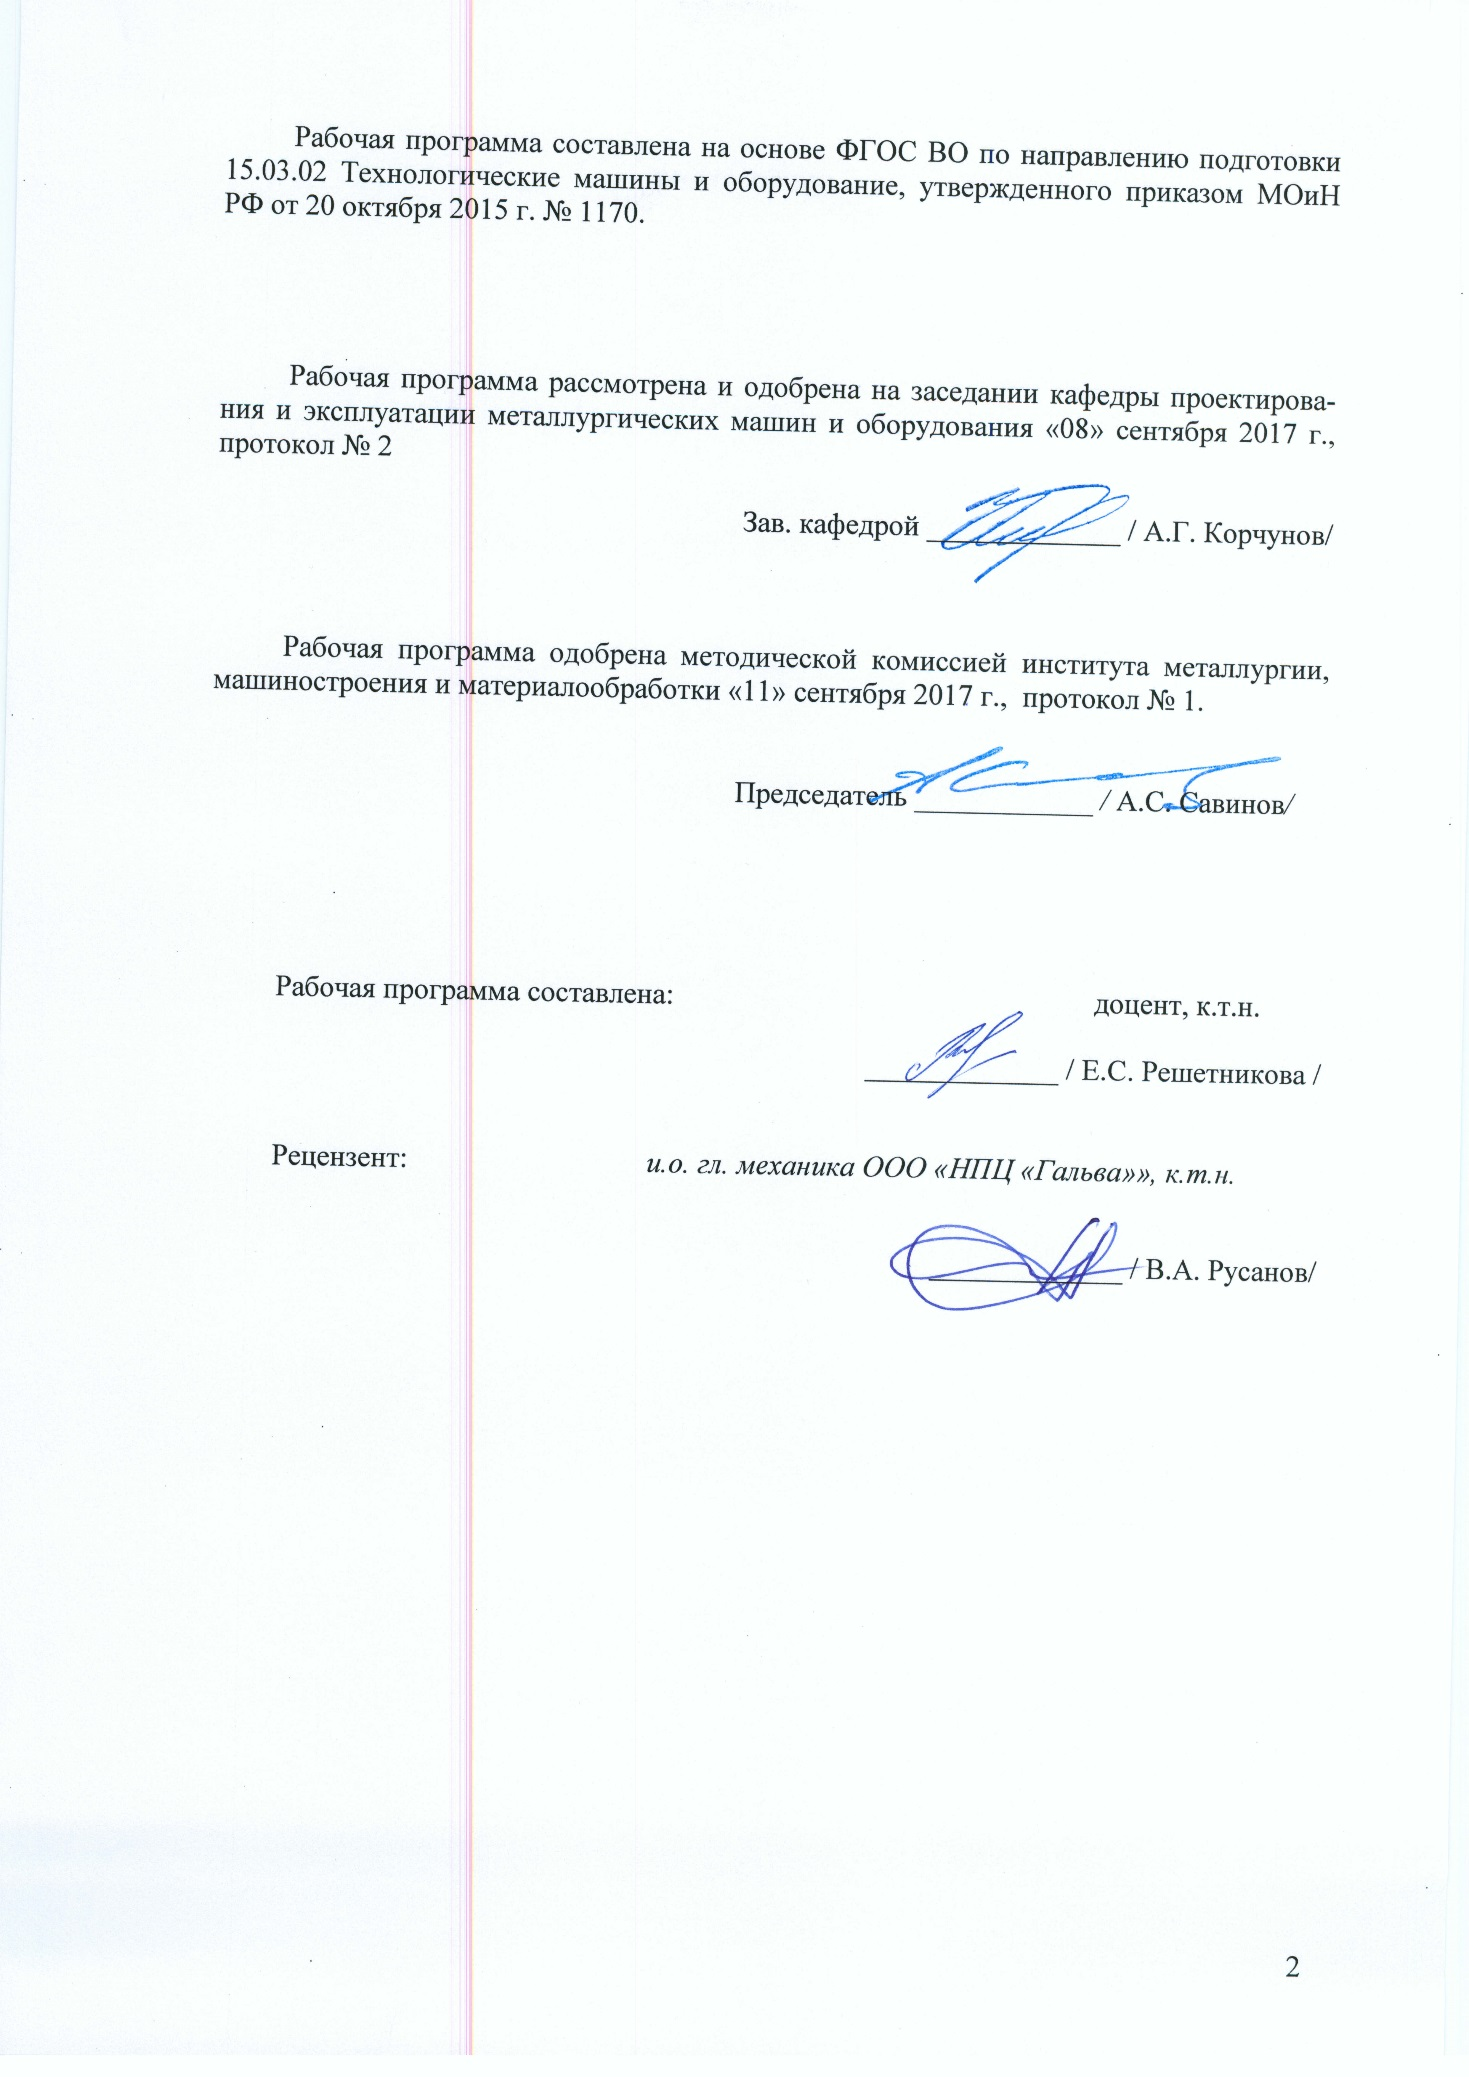 Рабочая программа составлена на основе ФГОС ВО по направлению подготовки
15.03.02 Технологические машины и оборудование, утвержденного приказом МОиН
РФ от 20 октября 2015 г. № 1170.
Рабочая программа рассмотрена и одобрена на заседании кафедры проектирова-
ния и эксплуатации металлургических машин и оборудования «08» сентября 2017 г.,
протокол № 2
Зав. кафедрой ______________ / А.Г. Корчунов/
Рабочая программа одобрена методической комиссией института металлургии,
машиностроения и материалообработки «11» сентября 2017 г., протокол № 1.
Председатель _____________ / А.С. Савинов/
Рабочая программа составлена: доцент, к.т.н.
______________ / Е.С. Решетникова /
Рецензент: и.о. гл. механика ООО «НПЦ «Гальва»», к.т.н.
______________ / В.А. Русанов/
2